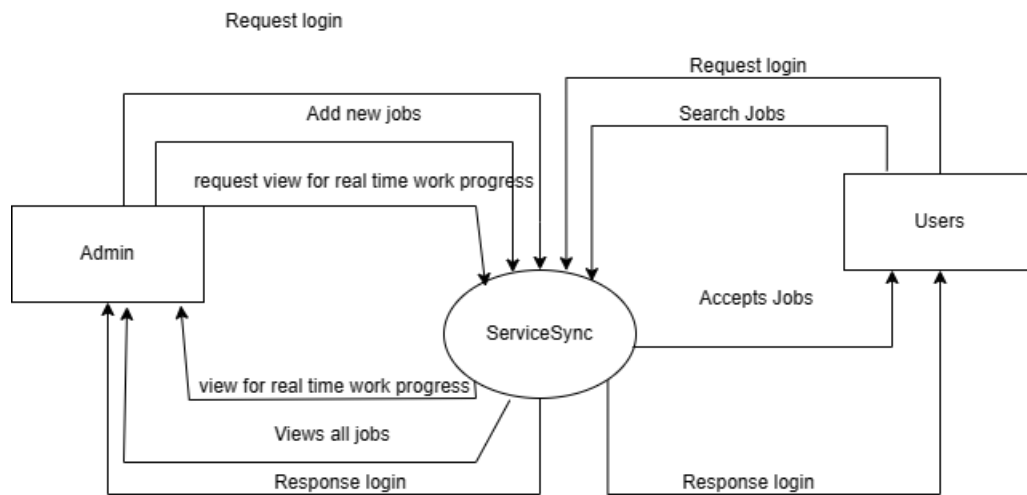 Request login
Request login
Add new jobs
Search Jobs
request view for real time work progress
Admin
Users
Accepts Jobs
ServiceSync
view for real time work progress
Views all jobs
Response login
Response login